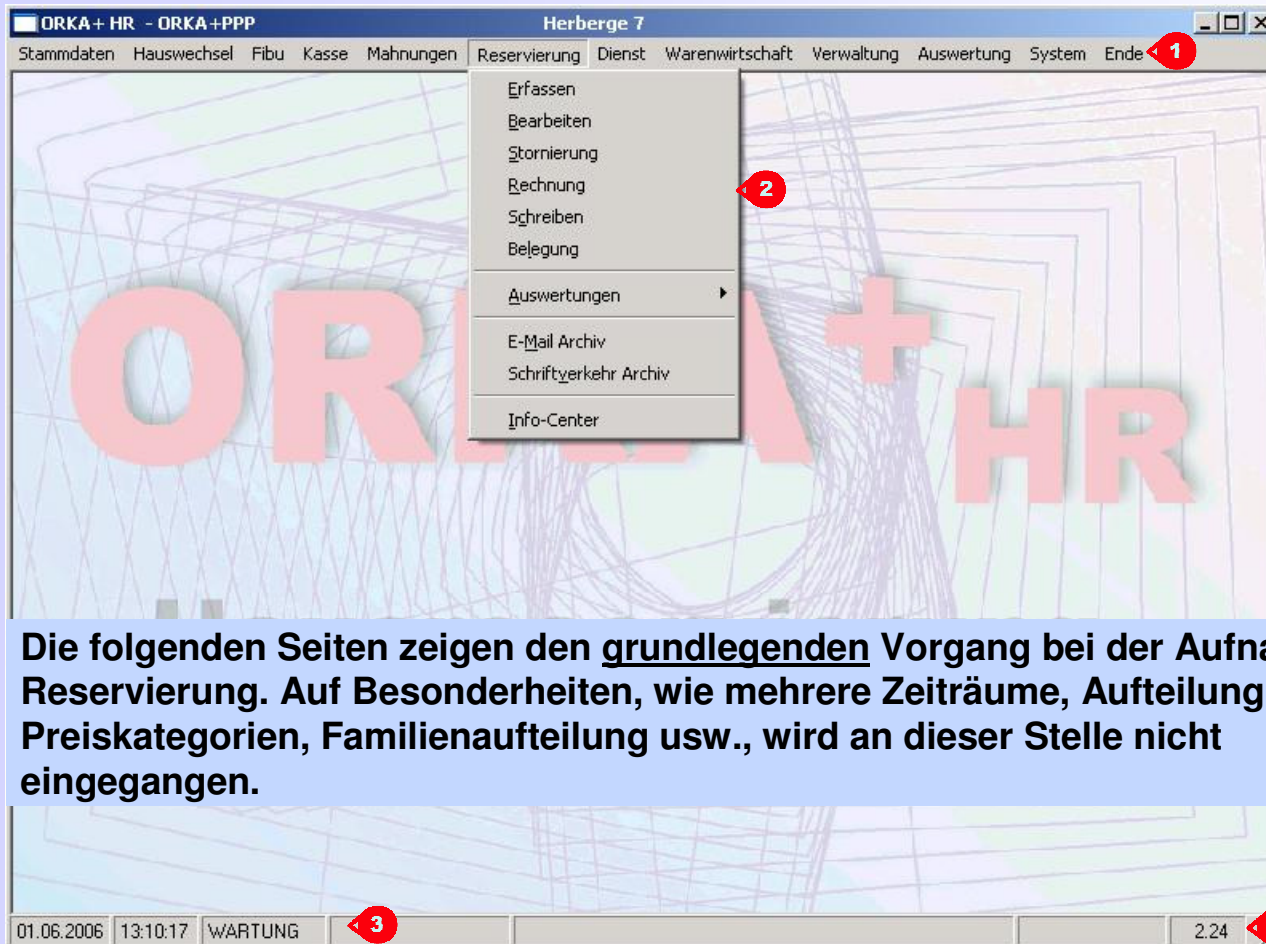 ORKA+ HR - ORKA+PPP Herberge 7
Stammdaten Hauswechsel Fibu Kasse Mahnungen Reservierung Dienst Warenwirtschaft Verwaltung Auswertung System Ende 1
Erfassen
Bearbeiten
Stornierung
Rechnung
2
Schreiben
Belegung
Auswertungen
E-Mail Archiv
Schriftverkehr Archiv
Info-Center
ORKA+ HR
Die folgenden Seiten zeigen den grundlegenden Vorgang bei der Aufna
Reservierung. Auf Besonderheiten, wie mehrere Zeiträume, Aufteilung
Preiskategorien, Familienaufteilung usw., wird an dieser Stelle nicht
eingegangen.
01.06.2006 13:10:17 WARTUNG 3 2.24